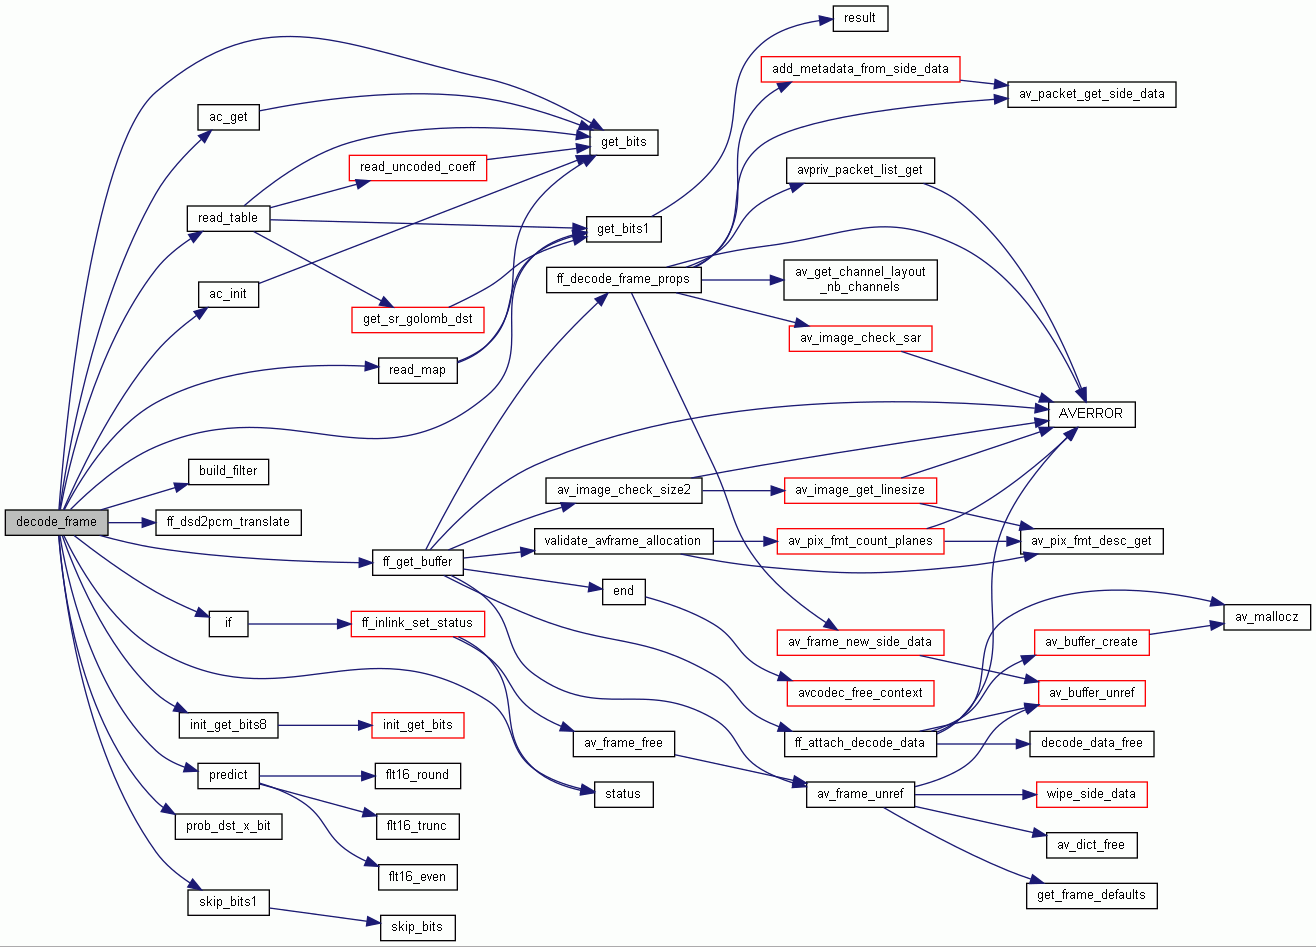 result
add_metadata_from_side_data
av_packet_get_side_data
ac_get
get_bits
read_uncoded_coeff
avpriv_packet_list_get
read_table
get_bits1
ff_decode_frame_props
av_get_channel_layout
_nb_channels
ac_init
get_sr_golomb_dst
av_image_check_sar
read_map
AVERROR
build_filter
av_image_check_size2
av_image_get_linesize
decode_frame
ff_dsd2pcm_translate
validate_avframe_allocation
av_pix_fmt_count_planes
av_pix_fmt_desc_get
ff_get_buffer
end
av_mallocz
if
ff_inlink_set_status
av_frame_new_side_data
av_buffer_create
avcodec_free_context
av_buffer_unref
init_get_bits8
init_get_bits
av_frame_free
ff_attach_decode_data
decode_data_free
predict
flt16_round
status
av_frame_unref
wipe_side_data
prob_dst_x_bit
flt16_trunc
av_dict_free
flt16_even
get_frame_defaults
skip_bits1
skip_bits